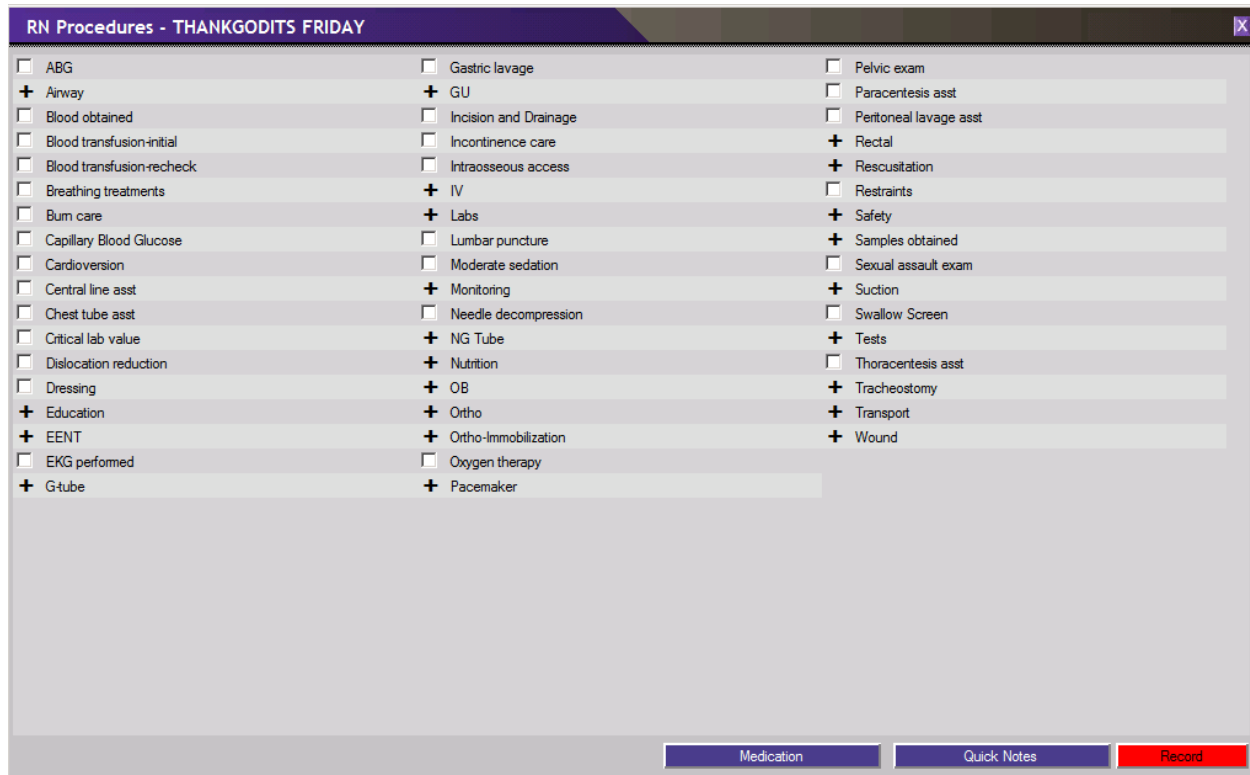 RN Procedures - THANKGODITS FRIDAY
X
ABG
Airway
Blood obtained
Blood transfusion-initial
Blood transfusion-recheck
Breathing treatments
Burn care
Capillary Blood Glucose
Cardioversion
Central line asst
Chest tube asst
Critical lab value
Dislocation reduction
Dressing
Education
EENT
EKG performed
G-tube
Gastric lavage
GU
Incision and Drainage
Incontinence care
Intraosseous access
IV
Labs
Lumbar puncture
Moderate sedation
Monitoring
Needle decompression
NG Tube
Nutrition
OB
Ortho
Ortho-Immobilization
Oxygen therapy
Pacemaker
Pelvic exam
Paracentesis asst
Peritoneal lavage asst
Rectal
Rescusitation
Restraints
Safety
Samples obtained
Sexual assault exam
Suction
Swallow Screen
Tests
Thoracentesis asst
Tracheostomy
Transport
Wound
Medication
Quick Notes
Record